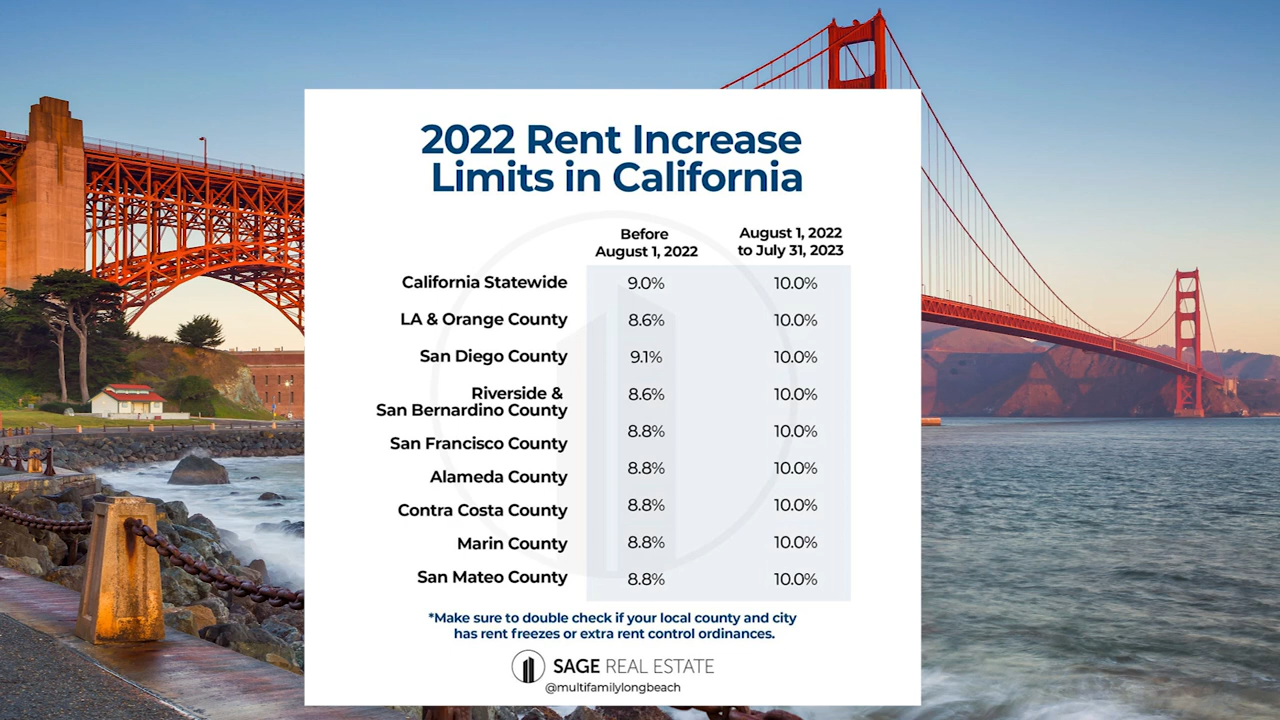 2022 Rent Increase
Limits in California
Before
August 1, 2022
August 1, 2022
to July 31, 2023
California Statewide 9.0% 10.0%
LA & Orange County 8.6% 10.0%
San Diego County 9.1% 10.0%
Riverside &
San Bernardino County 8.6% 10.0%
San Francisco County 8.8% 10.0%
Alameda County 8.8% 10.0%
Contra Costa County 8.8% 10.0%
Marin County 8.8% 10.0%
San Mateo County 8.8% 10.0%
*Make sure to double check if your local county and city
has rent freezes or extra rent control ordinances.
SAGE REAL ESTATE
@multifamilylongbeach